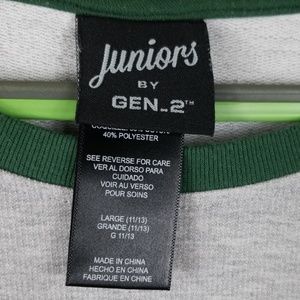 Juniors
BY
GEN_2™
40% POLYESTER
SEE REVERSE FOR CARE
VER AL DORSO PARA
CUIDADO
VOIR AU VERSO
POUR SOINS
LARGE (11/13)
GRANDE (11/13)
G 11/13
MADE IN CHINA
HECHO EN CHINA
FABRIQUE EN CHINE